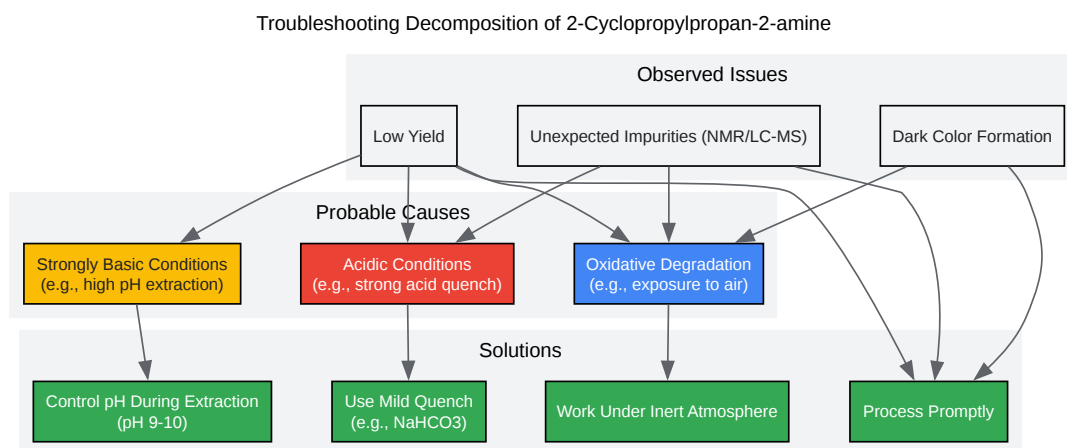 Troubleshooting Decomposition of 2-Cyclopropylpropan-2-amine
Observed Issues
Low Yield
Unexpected Impurities (NMR/LC-MS)
Dark Color Formation
Probable Causes
Strongly Basic Conditions
(e.g., high pH extraction)
Acidic Conditions
(e.g., strong acid quench)
Oxidative Degradation
(e.g., exposure to air)
Solutions
Control pH During Extraction
(pH 9-10)
Use Mild Quench
(e.g., NaHCO3)
Work Under Inert Atmosphere
Process Promptly